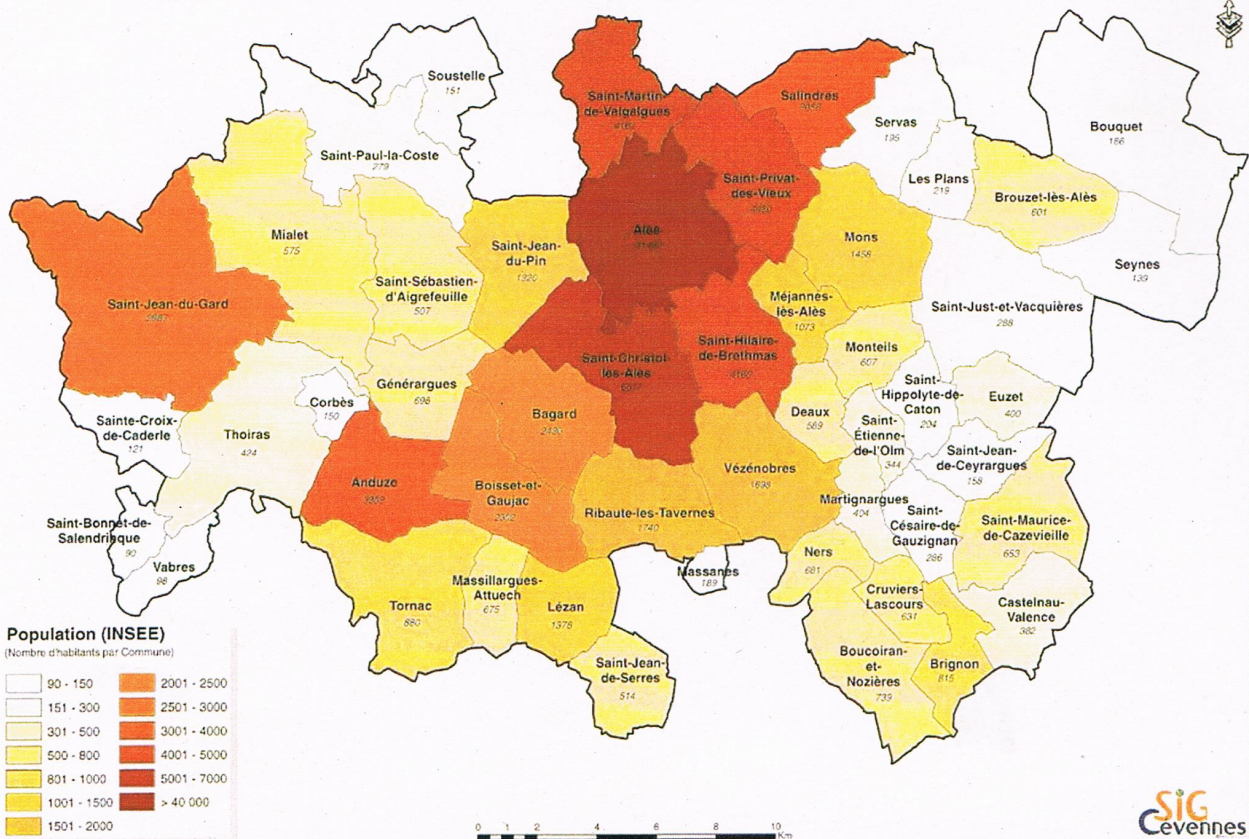 Soustelle
151
Saint-Paul-la-Coste
279
Saint-Martin-
de-Valgalgues
Salindres
Servas
195
Bouquet
186
Les Plans
219
Brouzet-lès-Alès
601
Saint-Privat-
des-Vieux
Mialet
575
Saint-Jean-
du-Pin
1320
Alès
Mons
1458
Seynes
139
Saint-Sébastien-
d'Aigrefeuille
507
Saint-Jean-du-Gard
2687
Méjannes-
lès-Alès
1073
Saint-Just-et-Vacquières
288
Saint-Christol-
les-Alès
Saint-Hilaire-
de-Brethmas
Monteils
607
Générargues
698
Corbès
150
Saint-
Hippolyte-de-
Caton
204
Euzet
400
Sainte-Croix-
de-Caderle
121
Thoiras
424
Bagard
Deaux
589
Saint-
Étienne-
de-l'Olm
344
Saint-Jean-
de-Ceyrargues
158
Anduze
Boisset-et-
Gaujac
Ribaute-les-Tavernes
1740
Vézénobres
1698
Martignargues
404
Saint-
Césaire-de-
Gauzignan
286
Saint-Maurice-
de-Cazevieille
653
Saint-Bonnet-de-
Salendrinque
90
Vabres
98
Tornac
880
Massillargues-
Attuech
675
Lézan
1378
Massanes
189
Ners
681
Cruviers-
Lascours
631
Castelnau-
Valence
382
Saint-Jean-
de-Serres
514
Boucoiran-
et-
Nozières
739
Brignon
815
Population (INSEE)
(Nombre d'habitants par Commune)
90 - 150
151 - 300
301 - 500
500 - 800
801 - 1000
1001 - 1500
1501 - 2000
2001 - 2500
2501 - 3000
3001 - 4000
4001 - 5000
5001 - 7000
> 40 000
0 1 2 4 6 8 10
Km
SIG
Cévennes